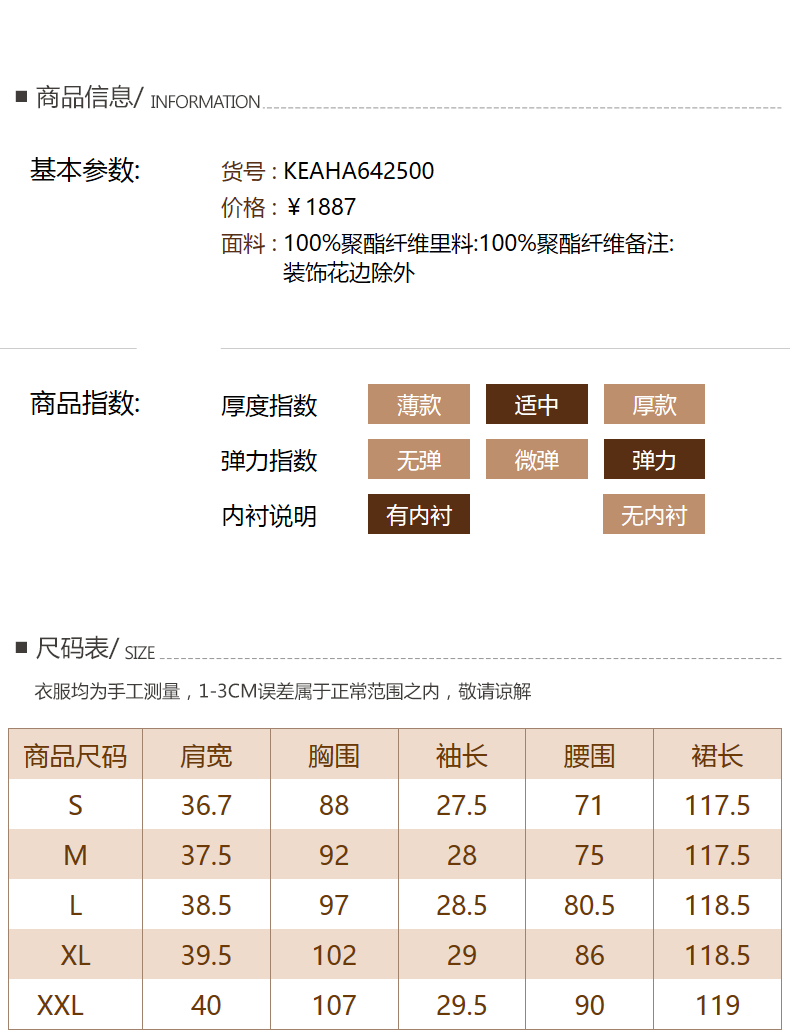 ■ 商品信息/ INFORMATION
基本参数: 货号 : KEAHA642500
价格 : ￥1887
面料 : 100%聚酯纤维里料:100%聚酯纤维备注:
装饰花边除外
商品指数: 厚度指数 薄款 适中 厚款
弹力指数 无弹 微弹 弹力
内衬说明 有内衬 无内衬
■ 尺码表/ SIZE
衣服均为手工测量，1-3CM误差属于正常范围之内，敬请谅解
商品尺码 肩宽 胸围 袖长 腰围 裙长
S 36.7 88 27.5 71 117.5
M 37.5 92 28 75 117.5
L 38.5 97 28.5 80.5 118.5
XL 39.5 102 29 86 118.5
XXL 40 107 29.5 90 119